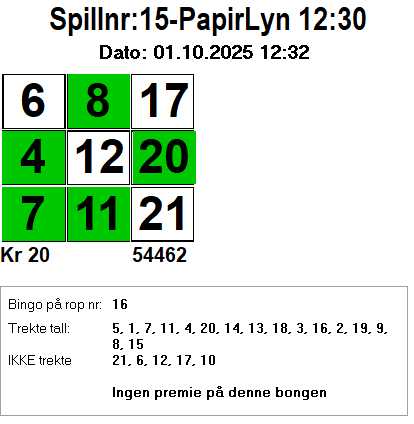 Spillnr:15-PapirLyn 12:30
Dato: 01.10.2025 12:32
6 8 17
4 12 20
7 11 21
Kr 20 54462
Bingo på rop nr: 16
Trekte tall: 5, 1, 7, 11, 4, 20, 14, 13, 18, 3, 16, 2, 19, 9,
8, 15
IKKE trekte 21, 6, 12, 17, 10
Ingen premie på denne bongen